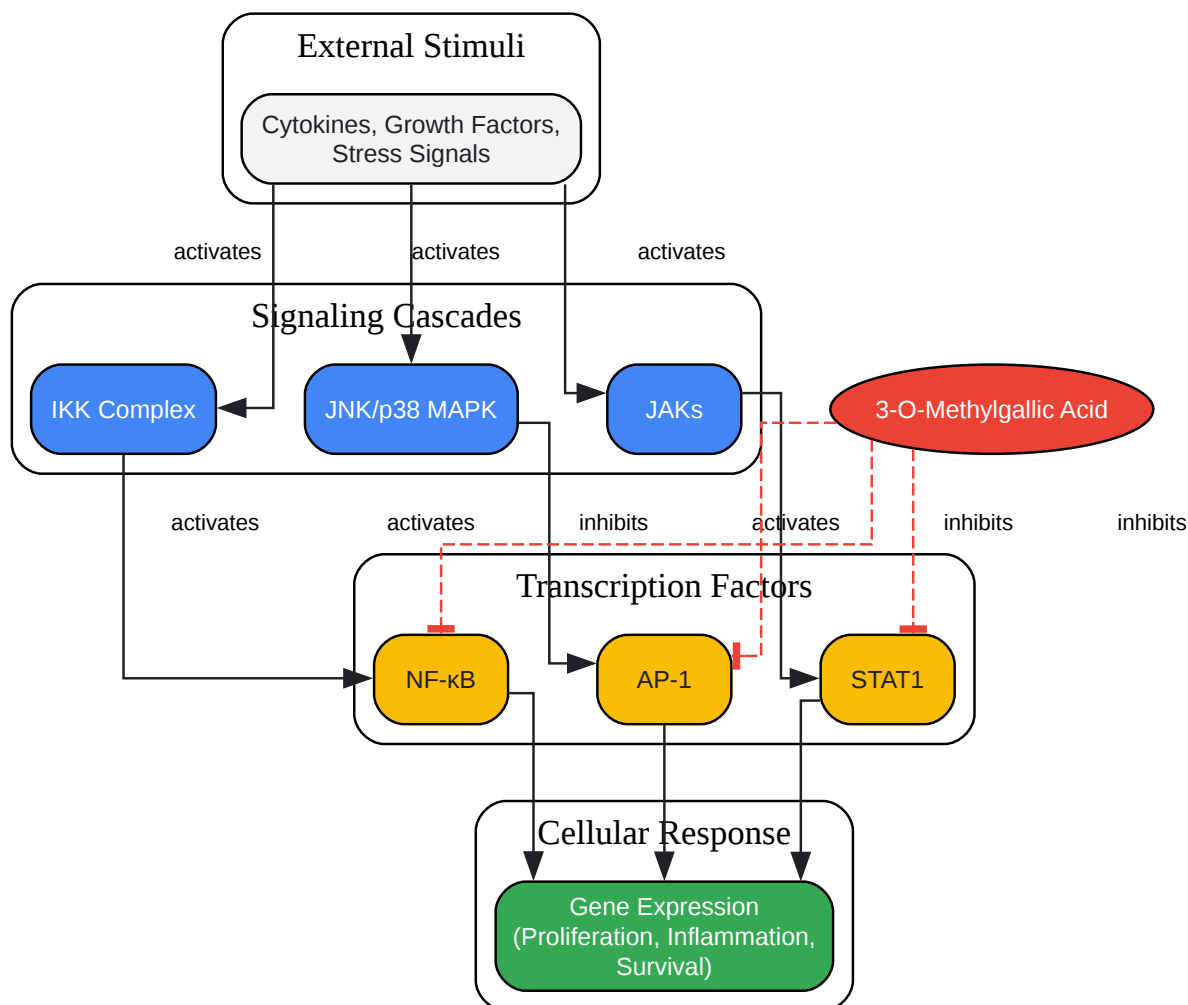 External Stimuli
Cytokines, Growth Factors,
Stress Signals
activates
activates
activates
Signaling Cascades
IKK Complex
JNK/p38 MAPK
JAKs
3-O-Methylgallic Acid
activates
activates
inhibits
activates
inhibits
inhibits
Transcription Factors
NF-κB
AP-1
STAT1
Cellular Response
Gene Expression
(Proliferation, Inflammation,
Survival)